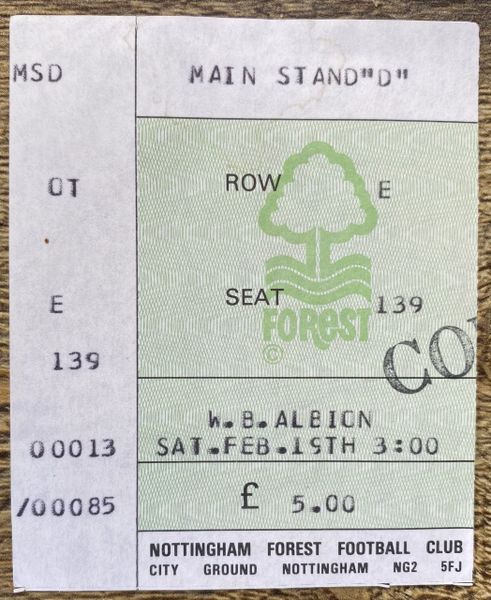 MSD
MAIN STAND"D"
OT
ROW E
E
SEAT 139
139
FOREST
©
CO
W.B.ALBION
00013
SAT.FEB.19TH 3:00
/00085
£ 5.00
NOTTINGHAM FOREST FOOTBALL CLUB
CITY GROUND NOTTINGHAM NG2 5FJ